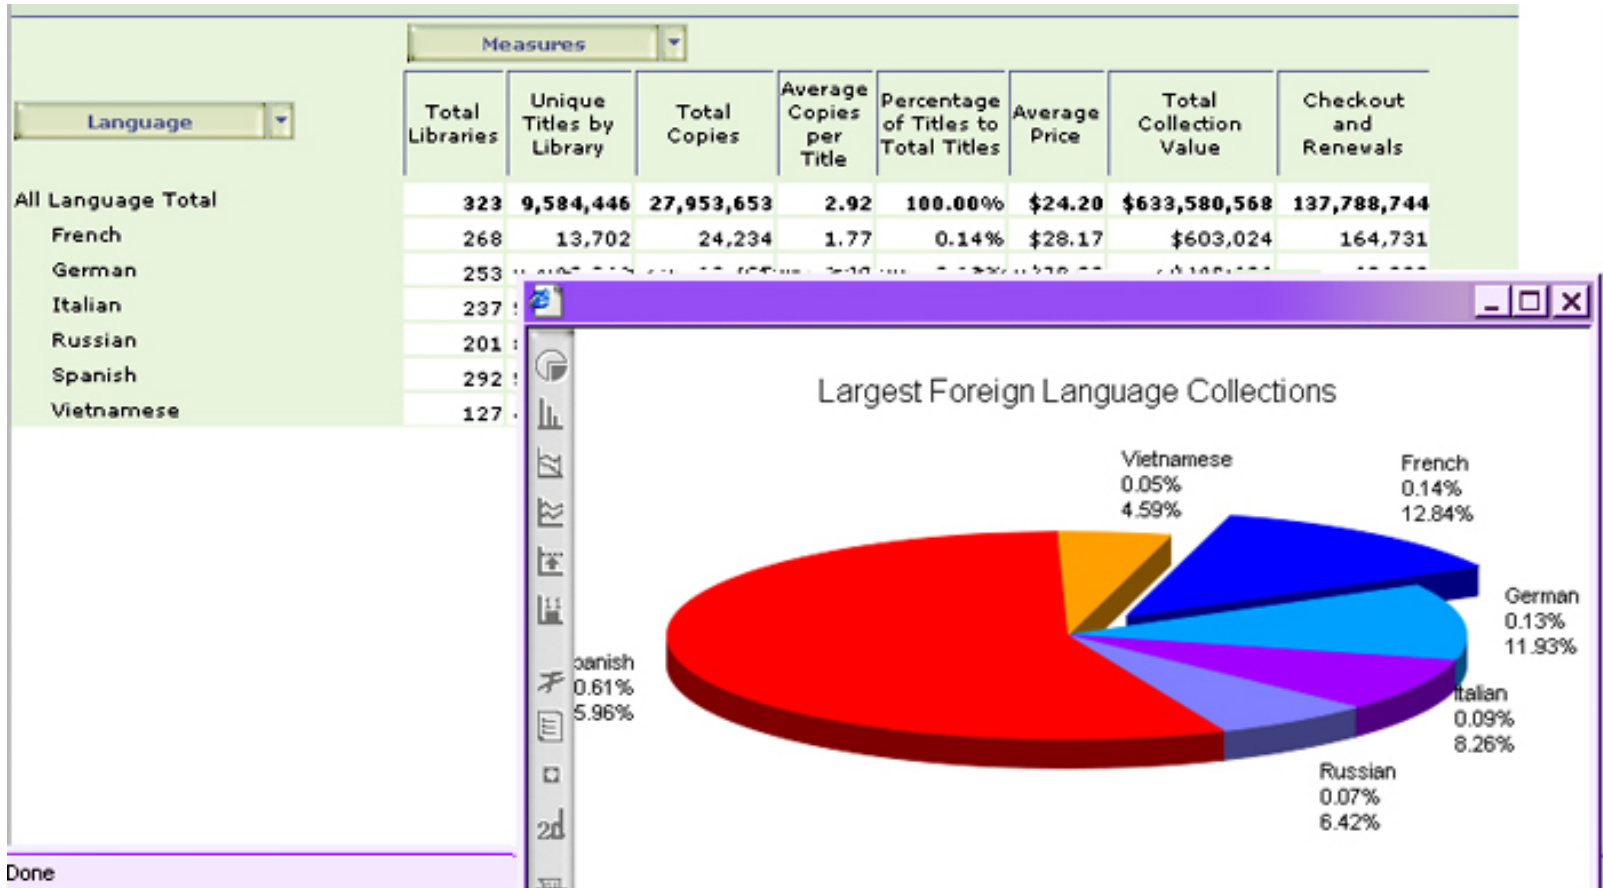 Measures
Language
Total Libraries
Unique Titles by Library
Total Copies
Average Copies per Title
Percentage of Titles to Total Titles
Average Price
Total Collection Value
Checkout and Renewals
All Language Total 323 9,584,446 27,953,653 2.92 100.00% $24.20 $633,580,568 137,788,744
French 268 13,702 24,234 1.77 0.14% $28.17 $603,024 164,731
German 253
Italian 237
Russian 201
Spanish 292
Vietnamese 127
Largest Foreign Language Collections
Vietnamese
0.05%
4.59%
French
0.14%
12.84%
German
0.13%
11.93%
panish
0.61%
5.96%
Italian
0.09%
8.26%
Russian
0.07%
6.42%
2d
Done